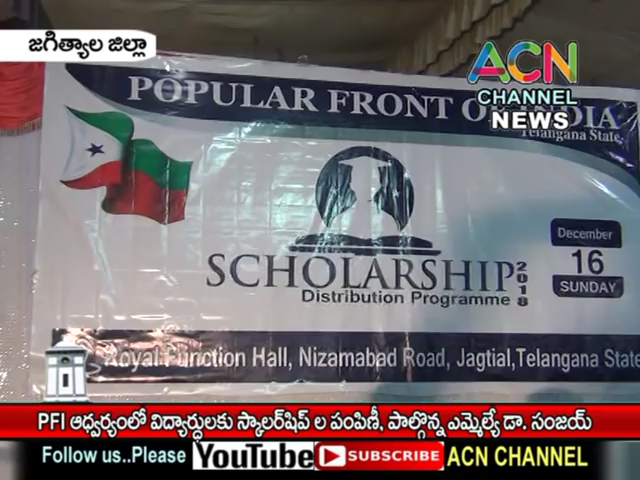 జగిత్యాల జిల్లా
ACN
CHANNEL
NEWS
POPULAR FRONT OF INDIA
Telangana State
SCHOLARSHIP 2018
Distribution Programme
December
16
SUNDAY
Royal Function Hall, Nizamabad Road, Jagtial,Telangana State
PFI ఆధ్వర్యంలో విద్యార్థులకు స్కాలర్‌షిప్ ల పంపిణీ, పాల్గొన్న ఎమ్మెల్యే డా. సంజయ్
Follow us..Please YouTube SUBSCRIBE ACN CHANNEL